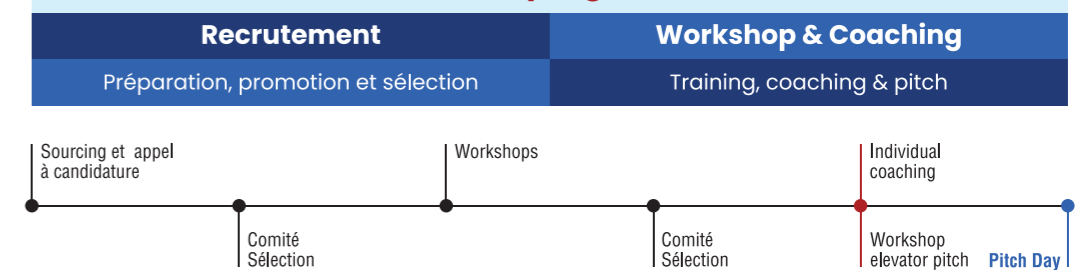 Recrutement
Workshop & Coaching
Préparation, promotion et sélection
Training, coaching & pitch
Sourcing et appel
à candidature
Workshops
Individual
coaching
Comité
Sélection
Comité
Sélection
Workshop
elevator pitch
Pitch Day